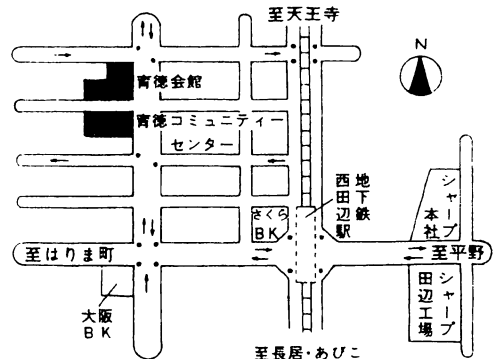 至天王寺
N
育徳会館
育徳コミュニティー
センター
地下鉄
西田辺駅
さくら
BK
シャープ
本社
至はりま町
至平野
大阪
BK
シャープ
田辺工場
至長居・あびこ